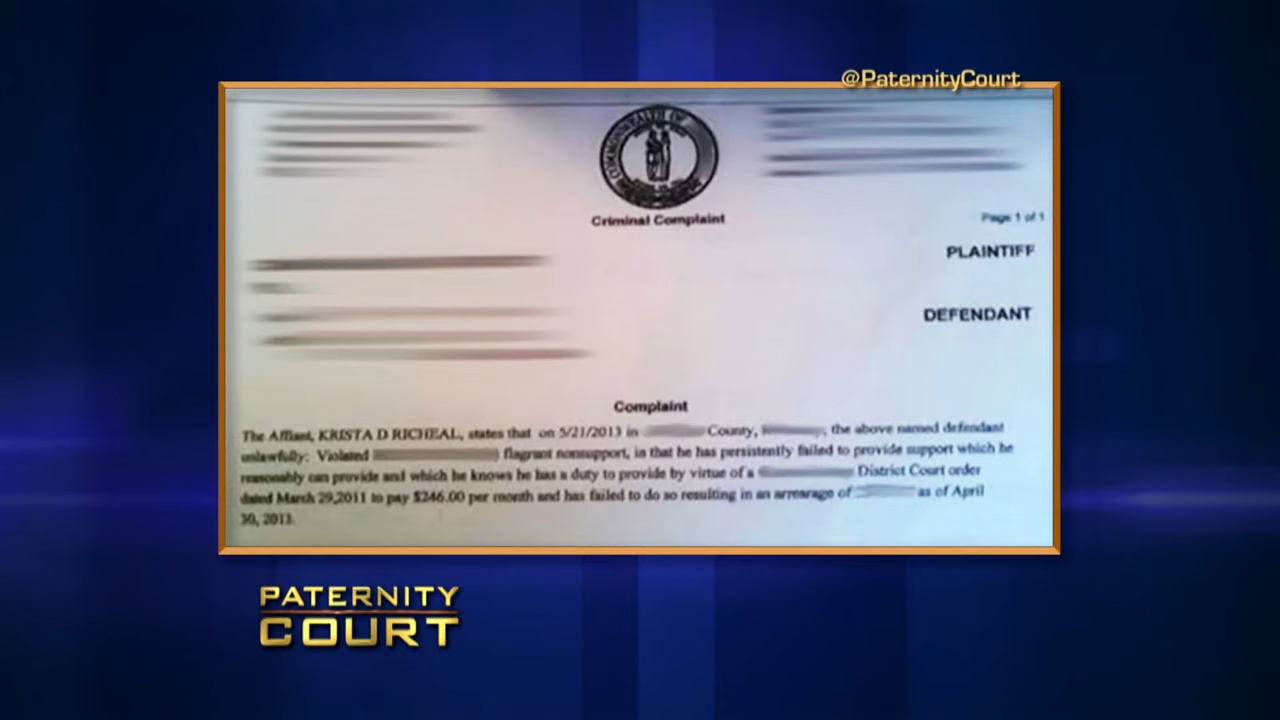 @PaternityCourt
COMMONWEALTH OF
Criminal Complaint
Page 1 of 1
PLAINTIFF
DEFENDANT
Complaint
The Affiant, KRISTA D RICHEAL, states that on 5/21/2013 in County, , the above named defendant
unlawfully: Violated flagrant nonsupport, in that he has persistently failed to provide support which he
reasonably can provide and which he knows he has a duty to provide by virtue of a District Court order
dated March 29,2011 to pay $246.00 per month and has failed to do so resulting in an arrearage of as of April
30, 2013.
PATERNITY
COURT